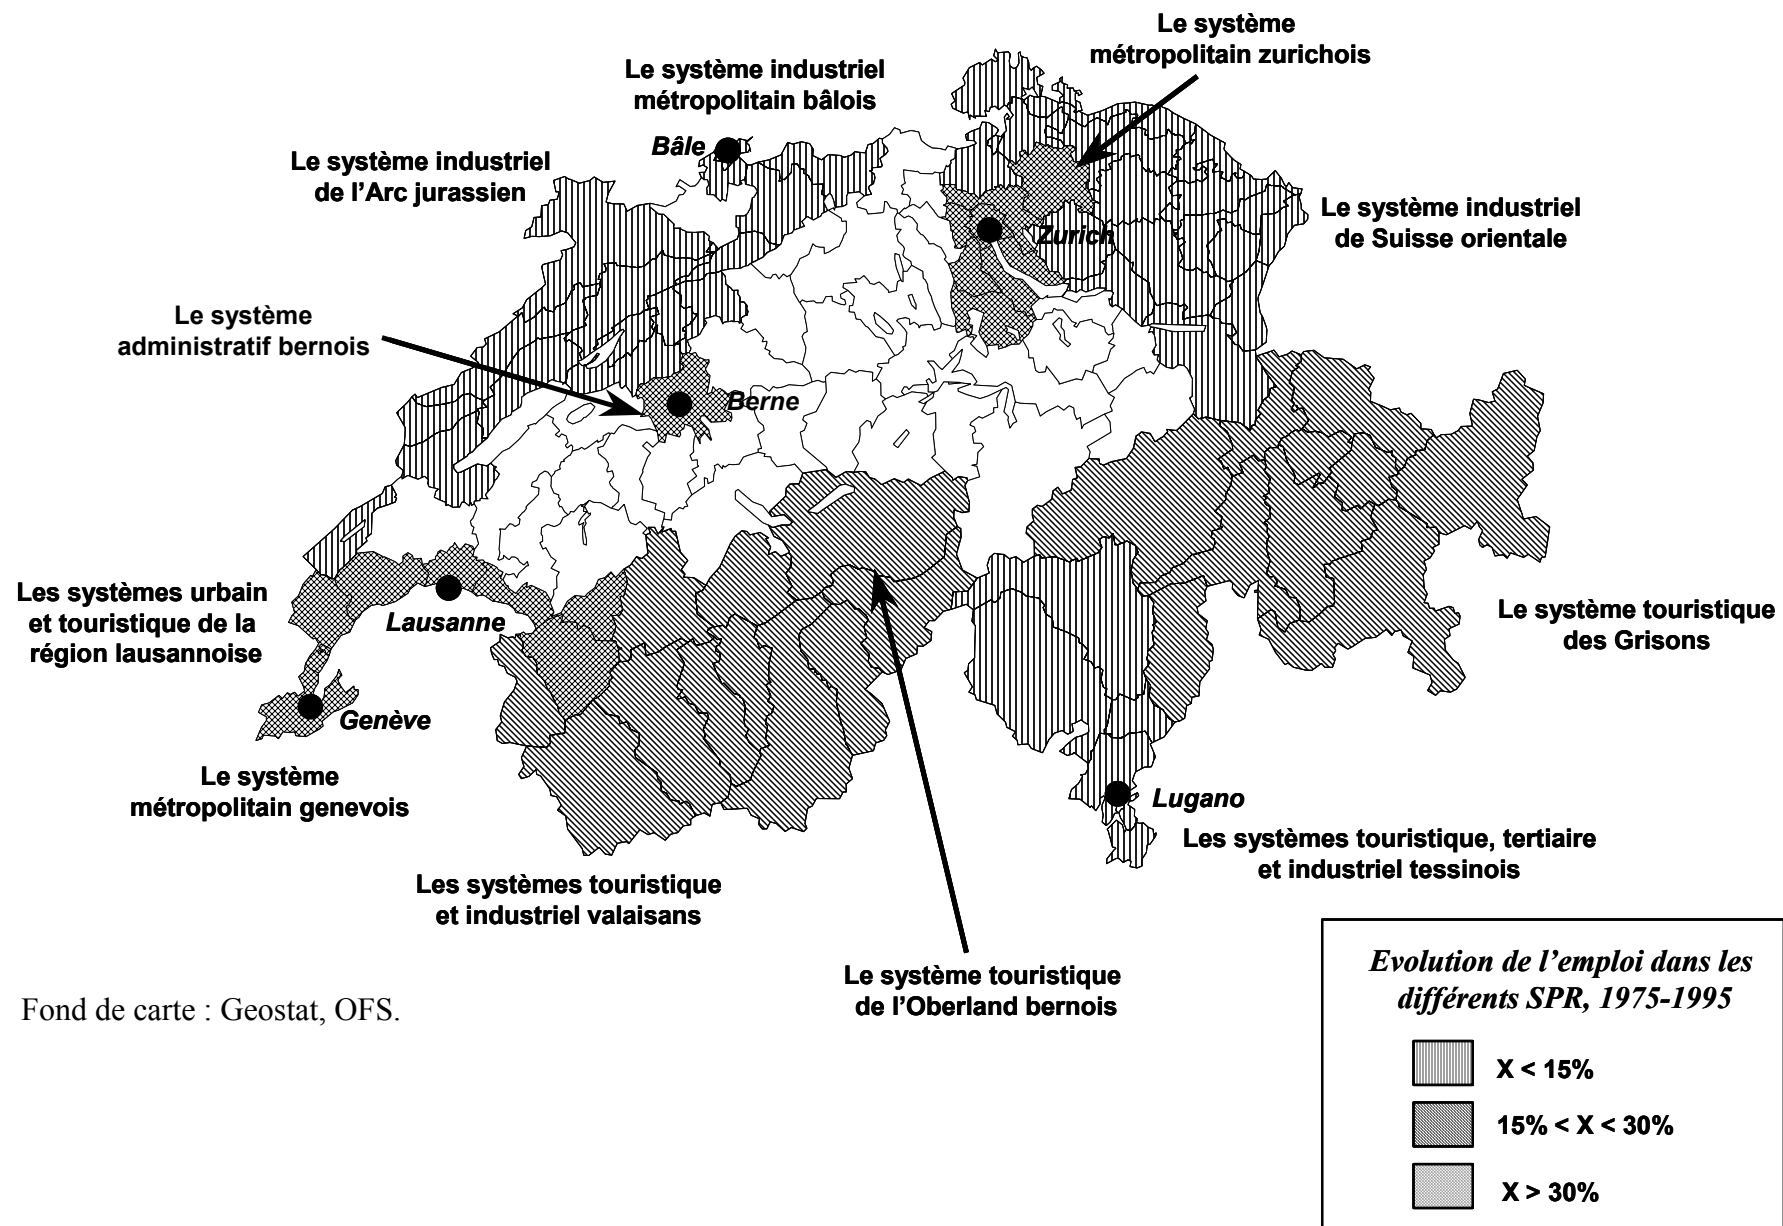 Le système
métropolitain zurichois
Le système industriel
métropolitain bâlois
Bâle
Le système industriel
de l’Arc jurassien
Le système industriel
de Suisse orientale
Zurich
Le système
administratif bernois
Berne
Les systèmes urbain
et touristique de la
région lausannoise
Lausanne
Le système touristique
des Grisons
Genève
Le système
métropolitain genevois
Lugano
Les systèmes touristique, tertiaire
et industriel tessinois
Les systèmes touristique
et industriel valaisans
Le système touristique
de l’Oberland bernois
Fond de carte : Geostat, OFS.
Evolution de l’emploi dans les
différents SPR, 1975-1995
X < 15%
15% < X < 30%
X > 30%